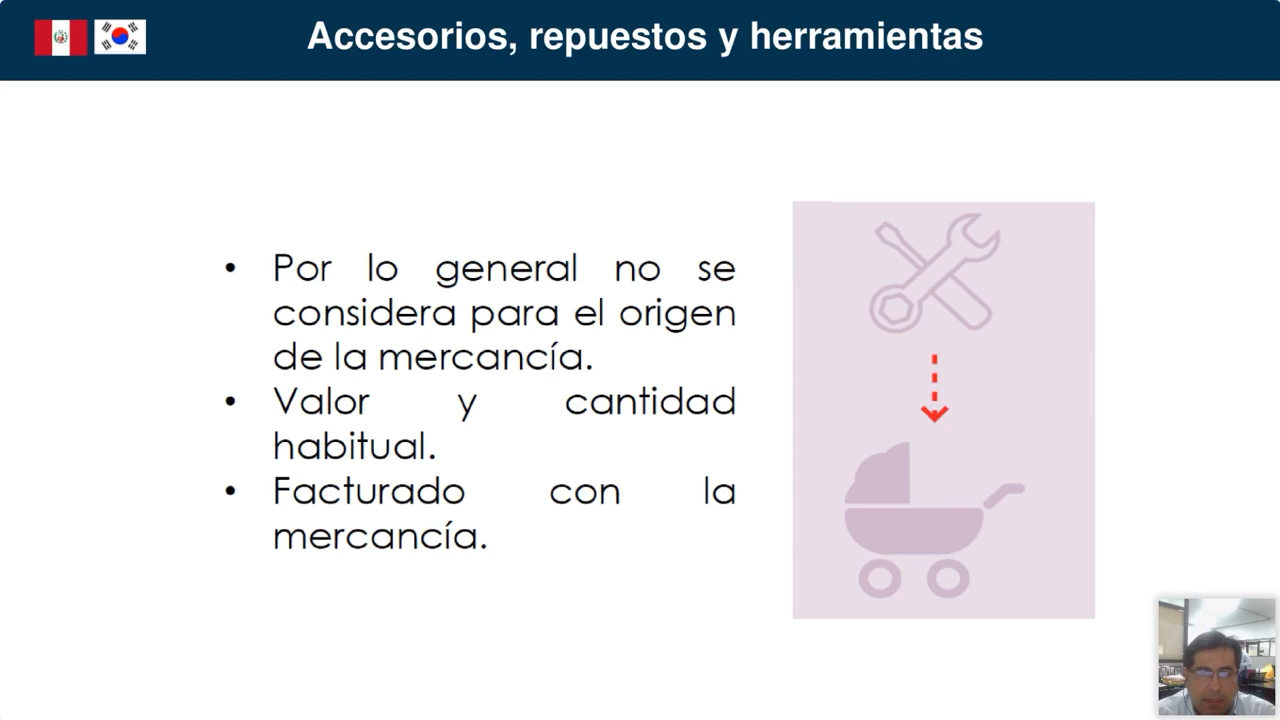 Accesorios, repuestos y herramientas
• Por lo general no se
considera para el origen
de la mercancía.
• Valor y cantidad
habitual.
• Facturado con la
mercancía.